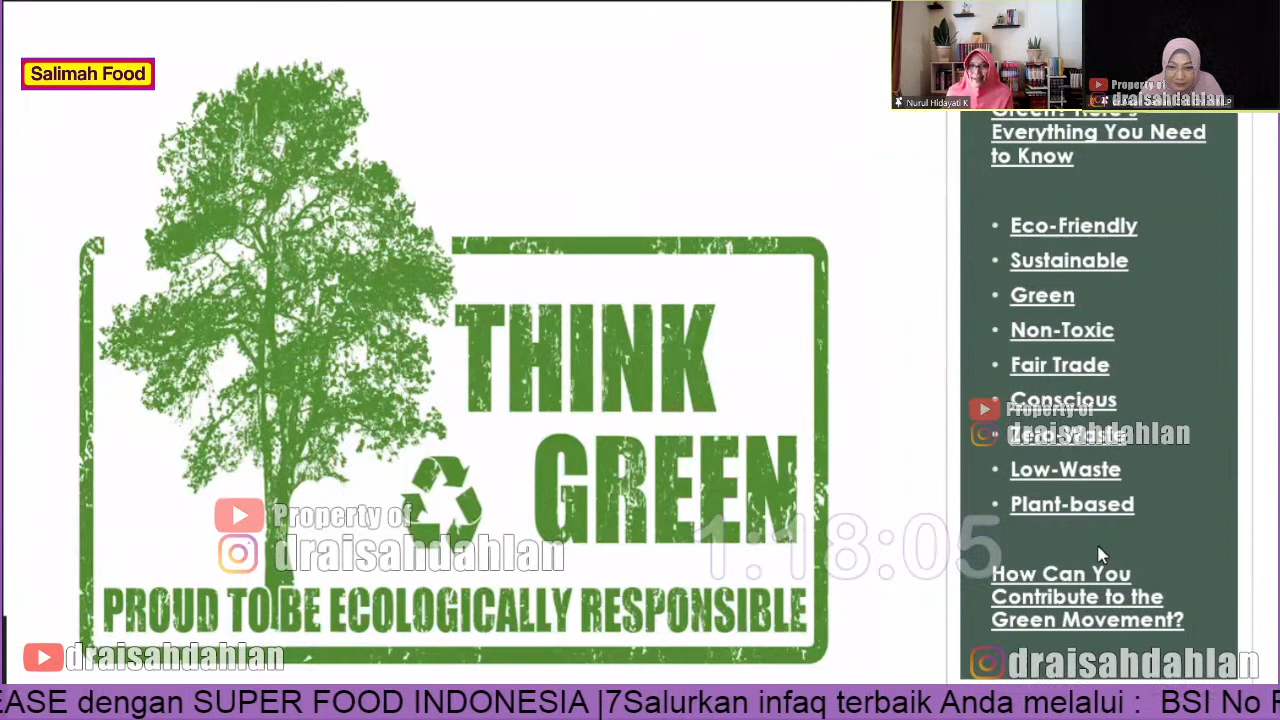 Salimah Food
Nurul Hidayati K
Property of
draisahdahlan
Everything You Need
to Know
Eco-Friendly
Sustainable
Green
Non-Toxic
Fair Trade
Conscious
Property of
draisahdahlan
Low-Waste
Plant-based
How Can You
Contribute to the
Green Movement?
THINK
GREEN
Property of
draisahdahlan
1:18:05
PROUD TO BE ECOLOGICALLY RESPONSIBLE
draisahdahlan
draisahdahlan
EASE dengan SUPER FOOD INDONESIA |7Salurkan infaq terbaik Anda melalui : BSI No